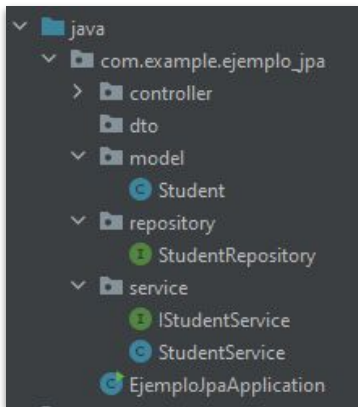 java
com.example.ejemplo_jpa
controller
dto
model
Student
repository
StudentRepository
service
IStudentService
StudentService
EjemploJpaApplication